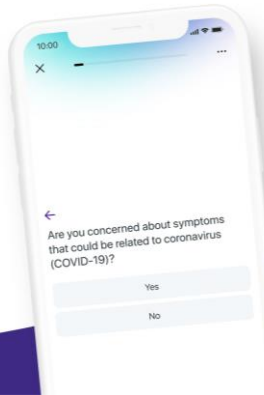 10:00
Are you concerned about symptoms
that could be related to coronavirus
(COVID-19)?
Yes
No